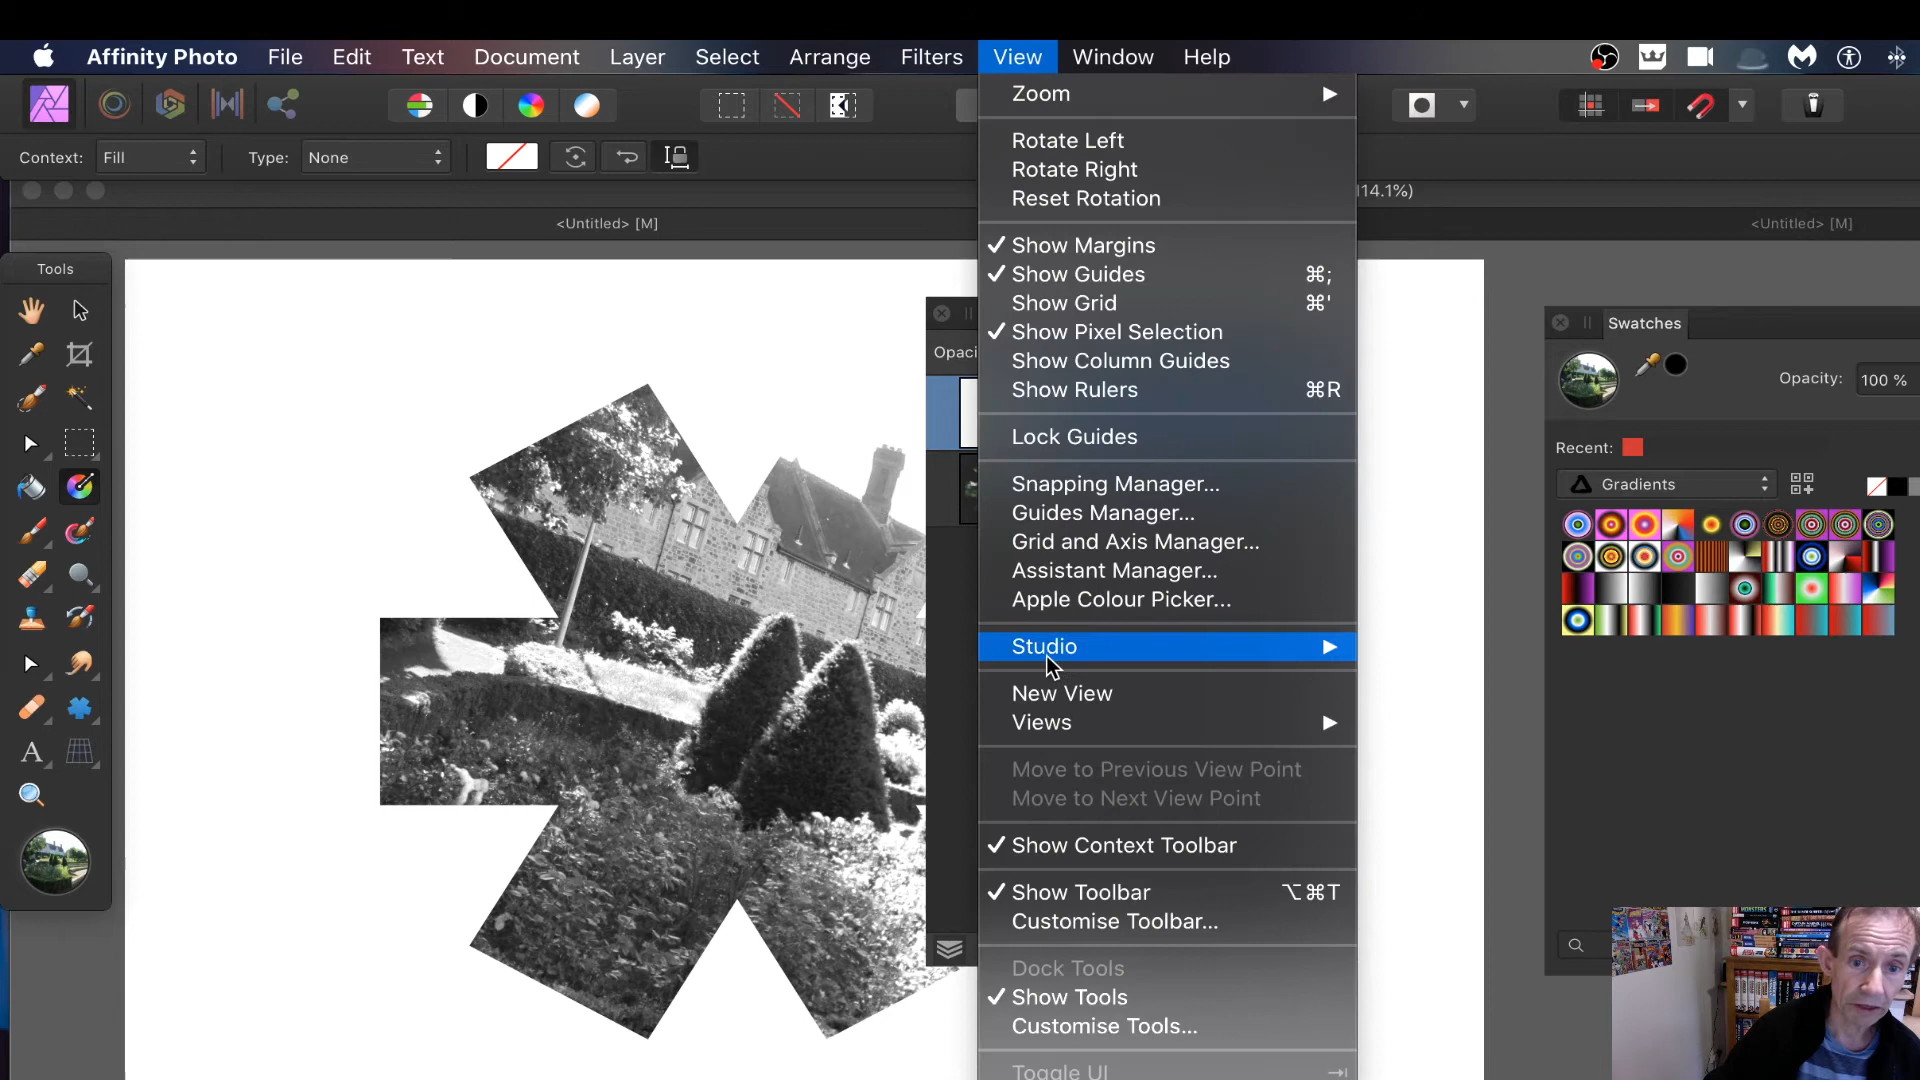 Affinity Photo File Edit Text Document Layer Select Arrange Filters View Window Help
Context: Fill Type: None
114.1%)
<Untitled> [M] <Untitled> [M]
Tools
Opaci
Zoom
Rotate Left
Rotate Right
Reset Rotation
✓ Show Margins
✓ Show Guides ⌘;
Show Grid ⌘'
✓ Show Pixel Selection
Show Column Guides
Show Rulers ⌘R
Lock Guides
Snapping Manager...
Guides Manager...
Grid and Axis Manager...
Assistant Manager...
Apple Colour Picker...
Studio
New View
Views
Move to Previous View Point
Move to Next View Point
✓ Show Context Toolbar
✓ Show Toolbar ⌥⌘T
Customise Toolbar...
Dock Tools
✓ Show Tools
Customise Tools...
Toggle UI
Swatches
Opacity: 100 %
Recent:
Gradients